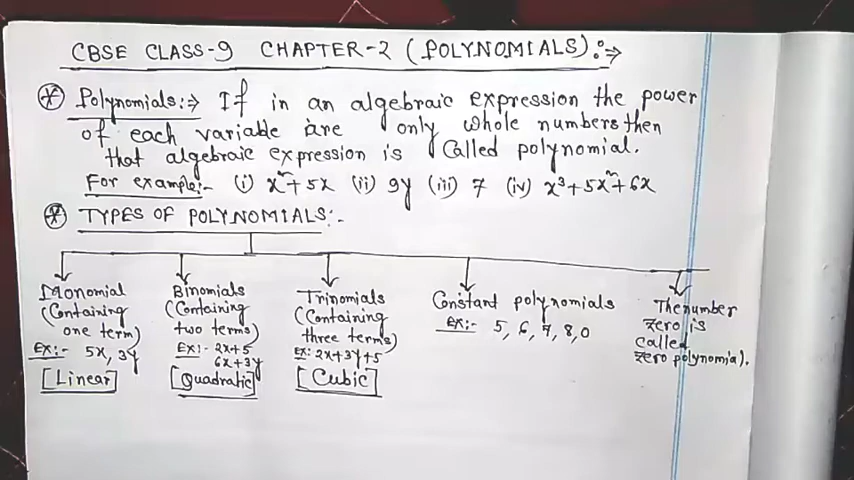 CBSE CLASS-9 CHAPTER-2 (POLYNOMIALS):⇒
* Polynomials:⇒ If in an algebraic expression the power
of each variable are only whole numbers then
that algebraic expression is called polynomial.
For example:- (i) x²+5x (ii) 9y (iii) 7 (iv) x³+5x²+6x
* TYPES OF POLYNOMIALS:-
Monomial
(Containing
one term)
Ex:- 5x, 3y
[Linear]
Binomials
(Containing
two terms)
Ex:- 2x+5
6x+3y
[Quadratic]
Trinomials
(Containing
three terms)
Ex: 2x+3y+5
[Cubic]
Constant polynomials
Ex:- 5, 6, 7, 8, 0
The number
zero is
called
zero polynomial.